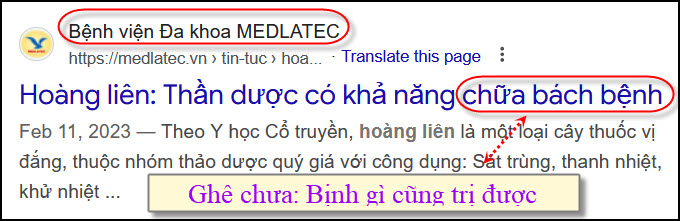 Bệnh viện Đa khoa MEDLATEC
https://medlatec.vn › tin-tuc › hoa... · Translate this page
Hoàng liên: Thần dược có khả năng chữa bách bệnh
Feb 11, 2023 — Theo Y học Cổ truyền, hoàng liên là một loại cây thuốc vị
đắng, thuộc nhóm thảo dược quý giá với công dụng: Sát trùng, thanh nhiệt,
khử nhiệt ...
Ghê chưa: Bịnh gì cũng trị được